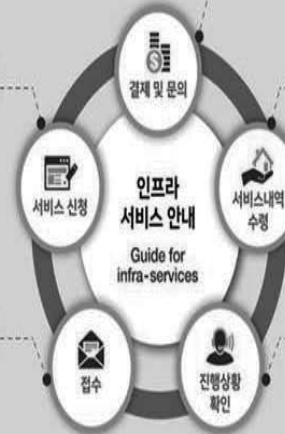 결제 및 문의
서비스 신청
인프라
서비스 안내
Guide for
infra-services
서비스내역
수령
접수
진행상황
확인